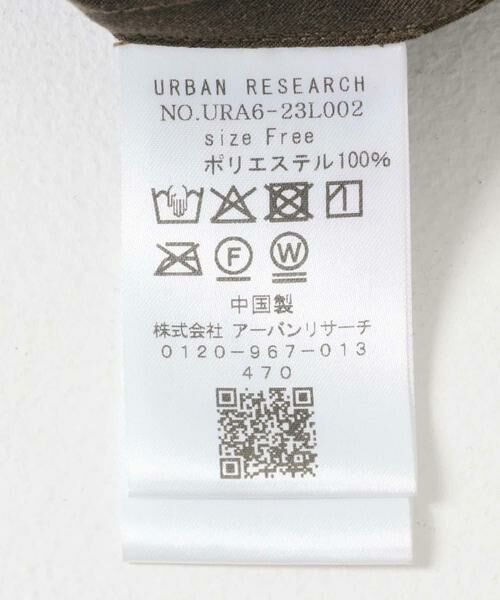 URBAN RESEARCH
NO.URA6-23L002
size Free
ポリエステル100%
F W
中国製
株式会社 アーバンリサーチ
0120-967-013
470